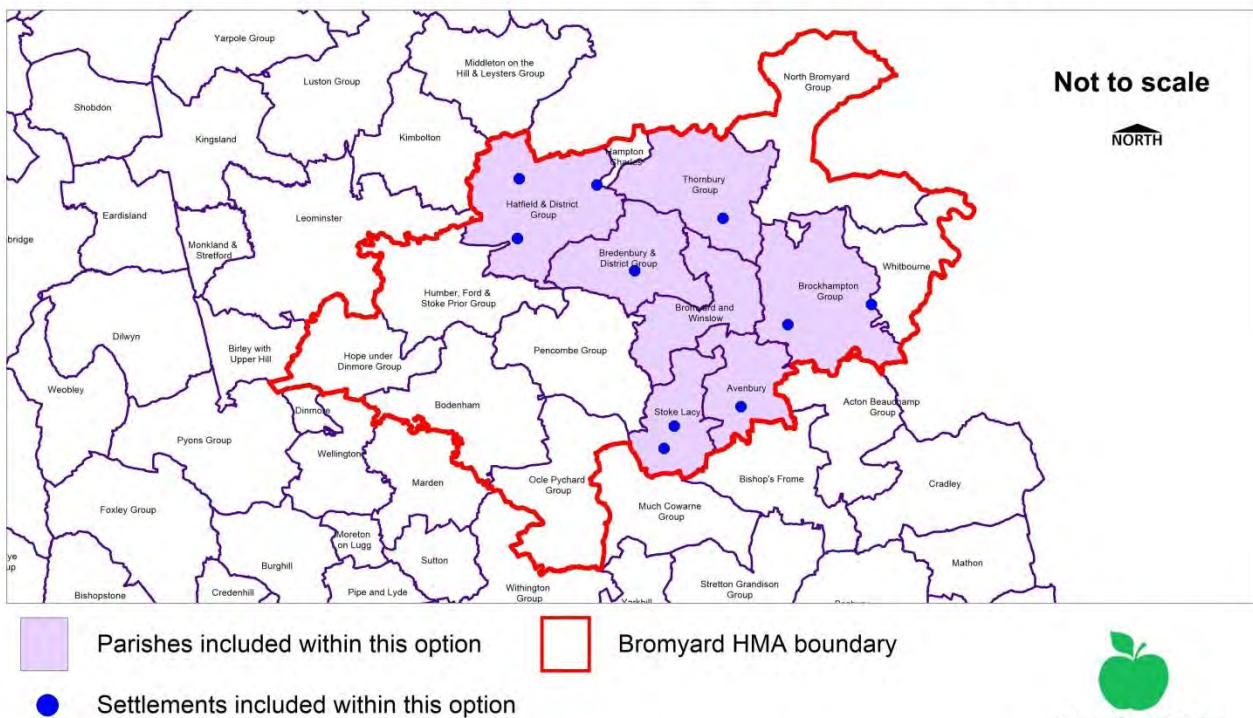 Yarpole Group
Middleton on the
Hill & Leysters Group
North Bromyard
Group
Not to scale
NORTH
Luston Group
Shobdon
Kingsland
Kimbolton
Hampton
Charles
Thornbury
Group
Hatfield & District
Group
Eardisland
Leominster
Monkland &
Stretford
bridge
Bredenbury &
District Group
Whitbourne
Brockhampton
Group
Humber, Ford &
Stoke Prior Group
Bromyard and
Winslow
Dilwyn
Birley with
Upper Hill
Hope under
Dinmore Group
Pencombe Group
Weobley
Avenbury
Acton Beauchamp
Group
Bodenham
Dinmore
Stoke Lacy
Pyons Group
Wellington
Marden
Ocle Pychard
Group
Bishop's Frome
Cradley
Foxley Group
Much Cowarne
Group
Moreton
on Lugg
Sutton
Burghill
Mathon
Bishopstone
Credenhill
Pipe and Lyde
Withington
Group
Stretton Grandison
Group
Parishes included within this option
Bromyard HMA boundary
Settlements included within this option